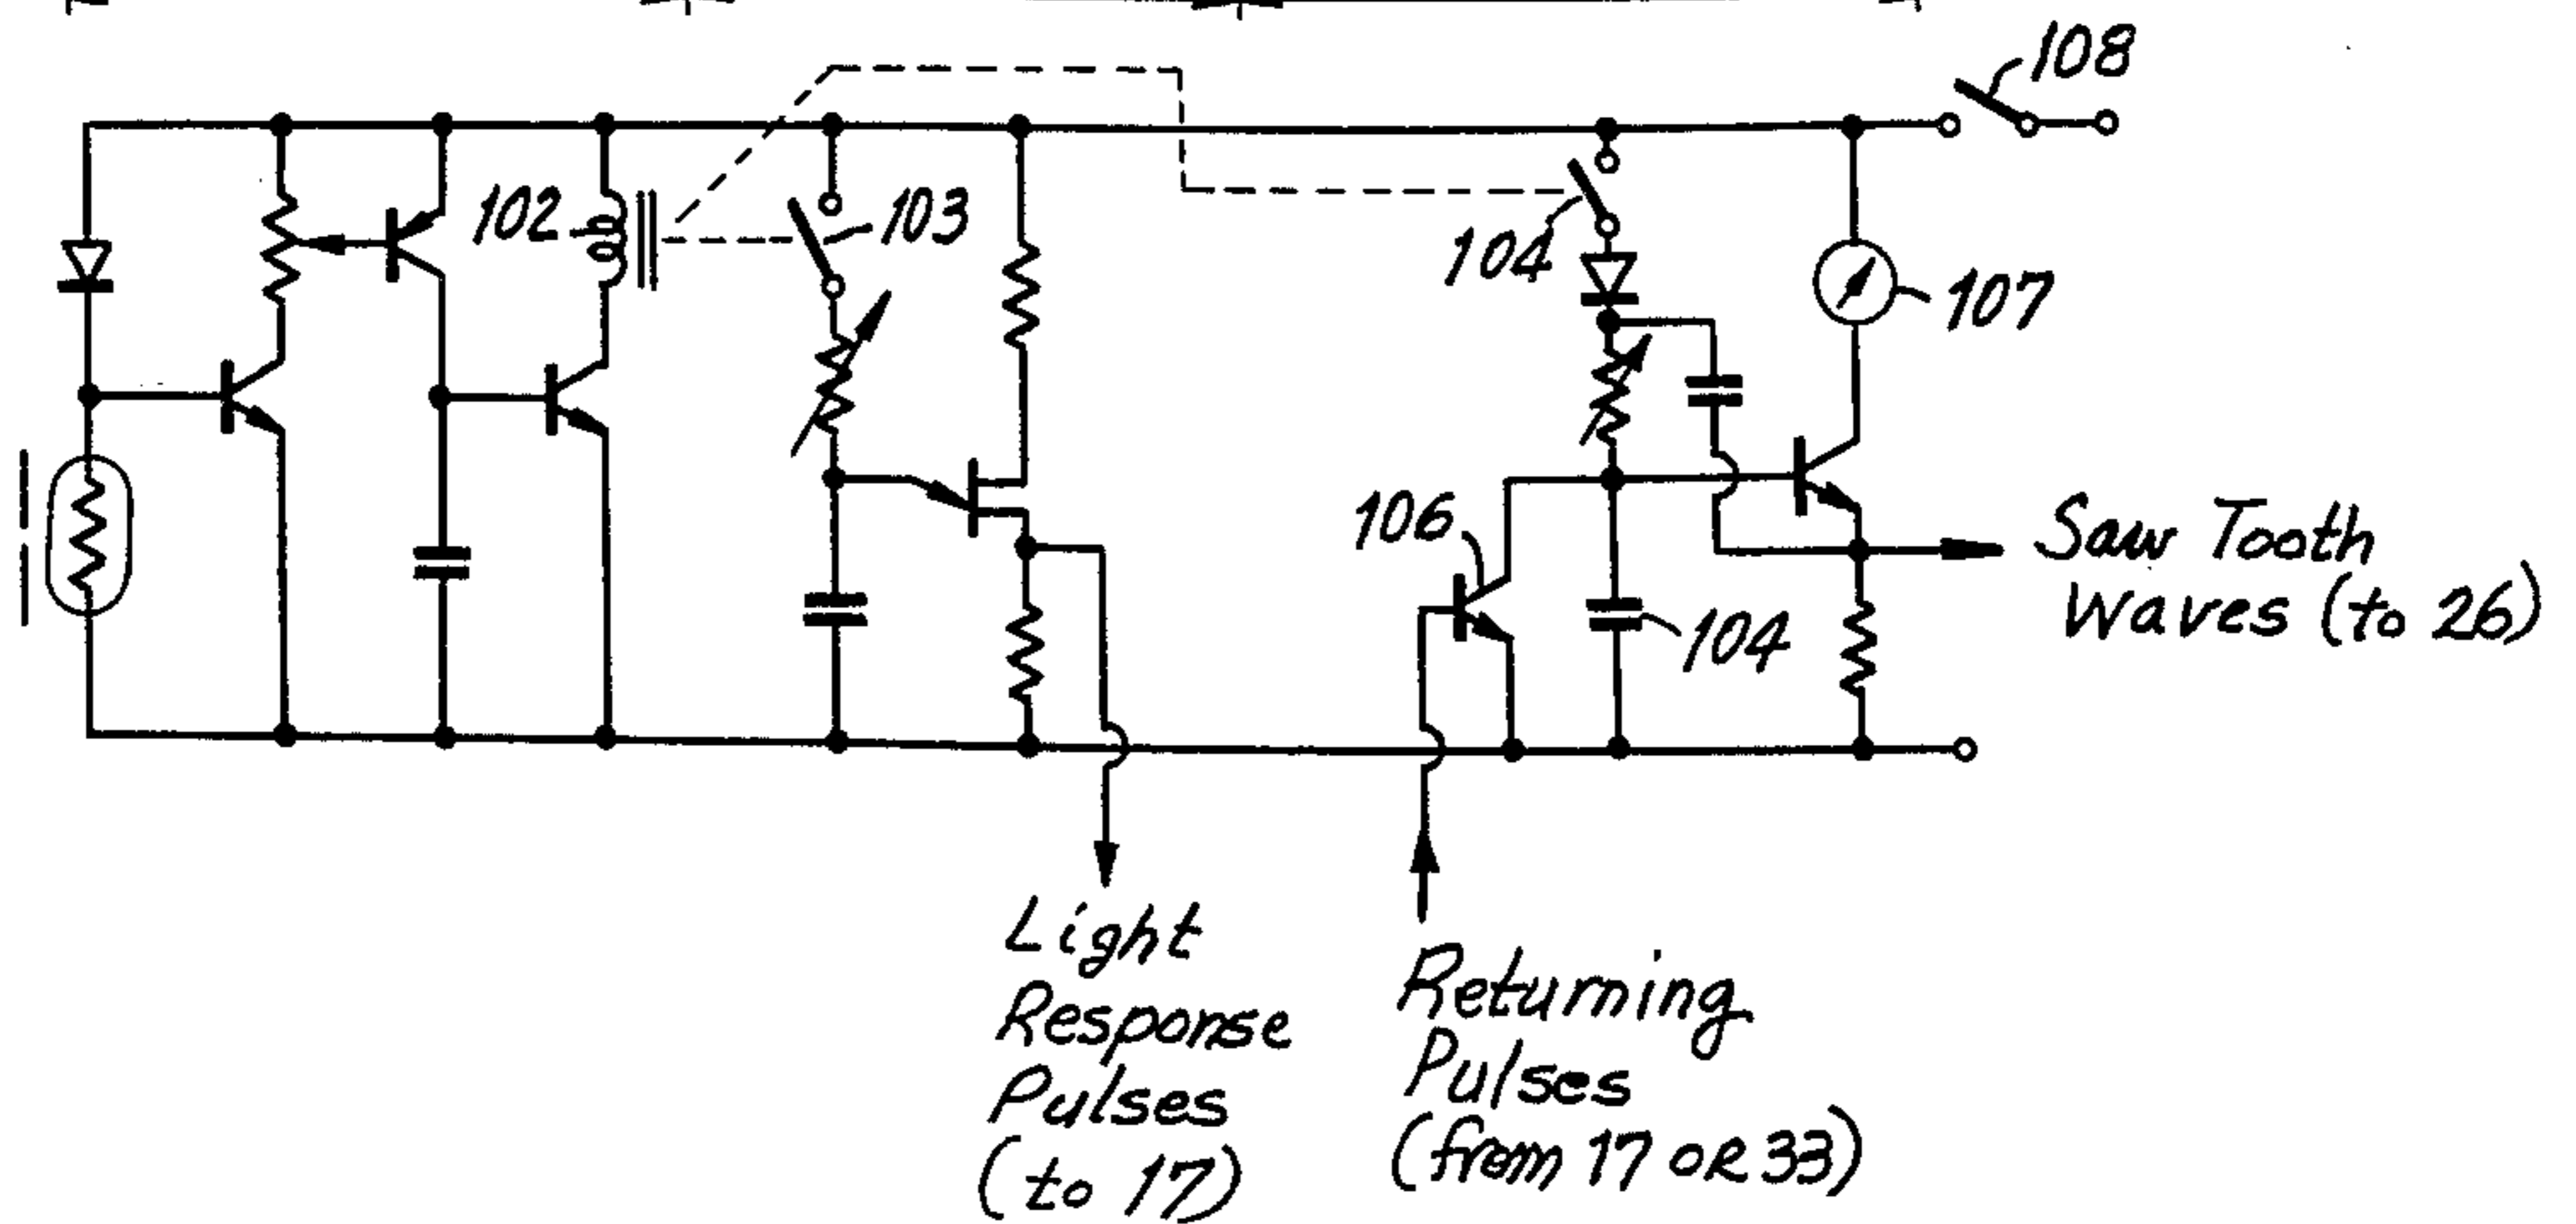 108
102
103
104
107
106
104
Saw Tooth
Waves (to 26)
Light
Response
Pulses
(to 17)
Returning
Pulses
(from 17 OR 33)